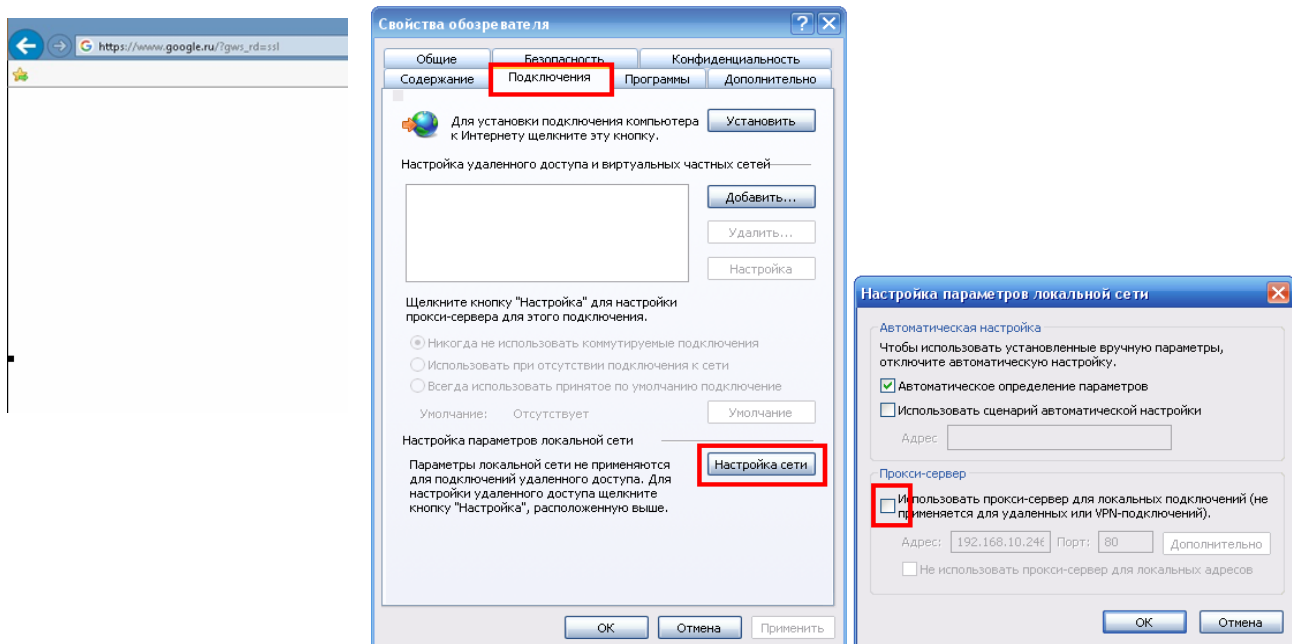 https://www.google.ru/?gws_rd=ssl
Свойства обозревателя
Общие
Безопасность
Конфиденциальность
Содержание
Подключения
Программы
Дополнительно
Для установки подключения компьютера
к Интернету щелкните эту кнопку.
Установить
Настройка удаленного доступа и виртуальных частных сетей
Добавить...
Удалить...
Настройка
Щелкните кнопку "Настройка" для настройки
прокси-сервера для этого подключения.
Никогда не использовать коммутируемые подключения
Использовать при отсутствии подключения к сети
Всегда использовать принятое по умолчанию подключение
Умолчание: Отсутствует
Умолчание
Настройка параметров локальной сети
Параметры локальной сети не применяются
для подключений удаленного доступа. Для
настройки удаленного доступа щелкните
кнопку "Настройка", расположенную выше.
Настройка сети
ОК
Отмена
Применить
Настройка параметров локальной сети
Автоматическая настройка
Чтобы использовать установленные вручную параметры,
отключите автоматическую настройку.
Автоматическое определение параметров
Использовать сценарий автоматической настройки
Адрес
Прокси-сервер
Использовать прокси-сервер для локальных подключений (не
применяется для удаленных или VPN-подключений).
Адрес: 192.168.10.246 Порт: 80 Дополнительно
Не использовать прокси-сервер для локальных адресов
ОК
Отмена